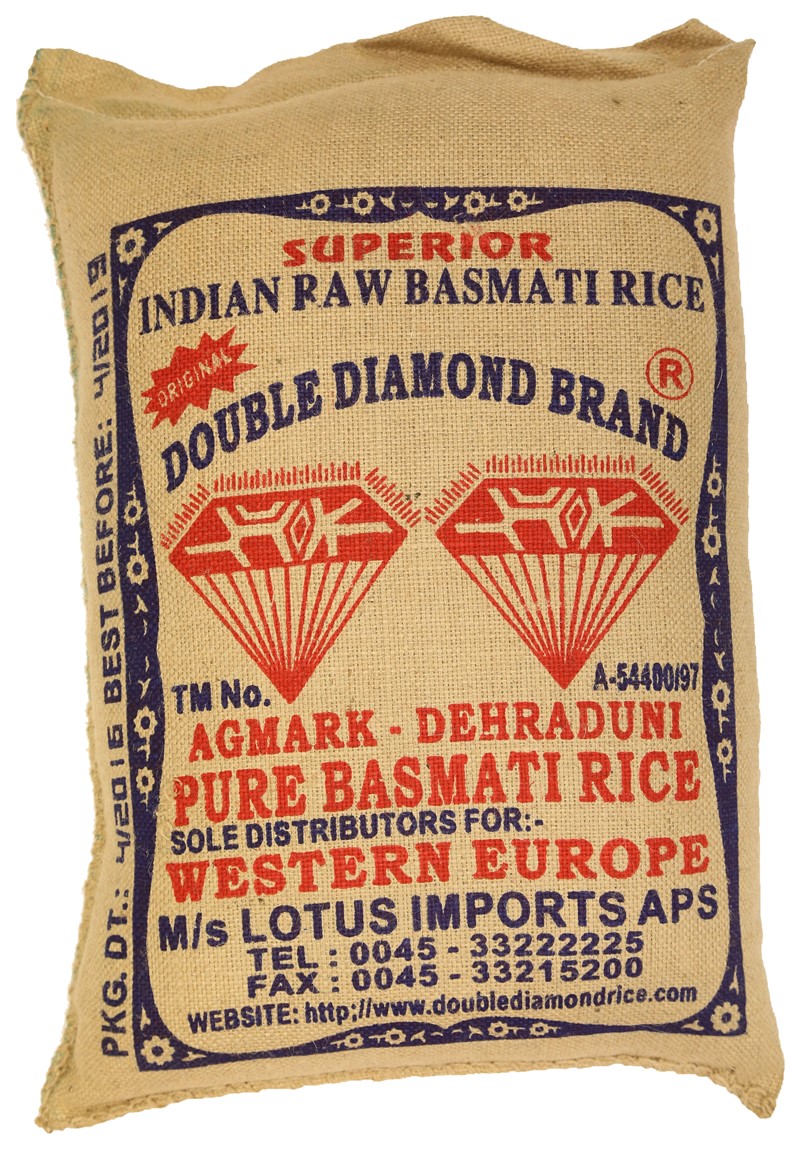 SUPERIOR
INDIAN RAW BASMATI RICE
ORIGINAL
®
DOUBLE DIAMOND BRAND
TM No.
A-54400/97
AGMARK - DEHRADUNI
PURE BASMATI RICE
SOLE DISTRIBUTORS FOR:-
WESTERN EUROPE
M/s LOTUS IMPORTS APS
TEL : 0045 - 33222225
FAX : 0045 - 33215200
WEBSITE: http://www.doublediamondrice.com
PKG. DT.: 4/2016 BEST BEFORE: 4/2019